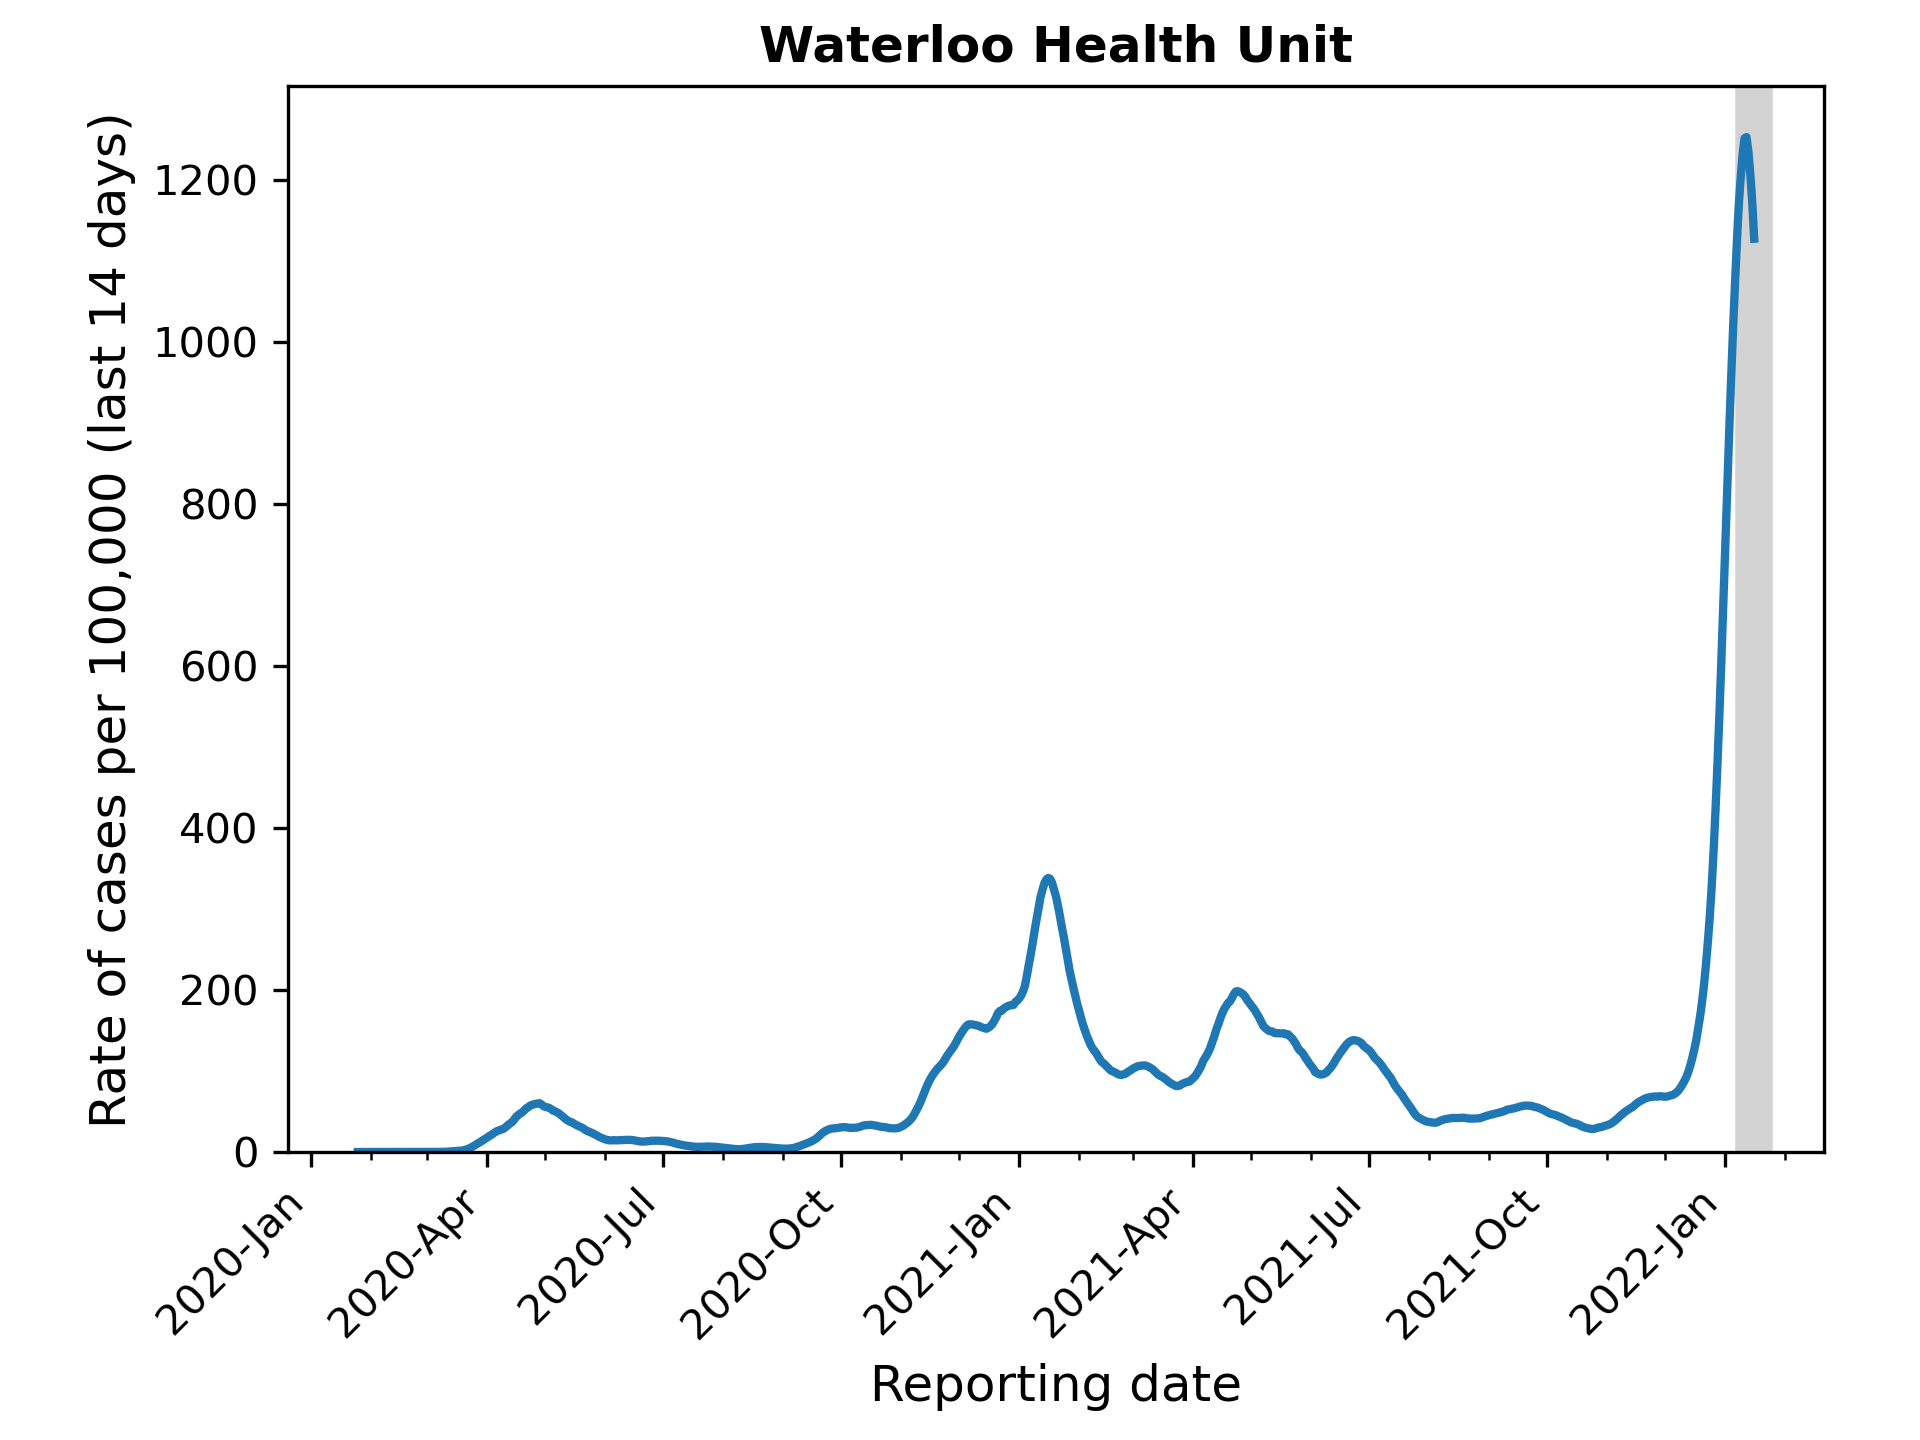 Waterloo Health Unit
Rate of cases per 100,000 (last 14 days)
1200
1000
800
600
400
200
0
2020-Jan
2020-Apr
2020-Jul
2020-Oct
2021-Jan
2021-Apr
2021-Jul
2021-Oct
2022-Jan
Reporting date